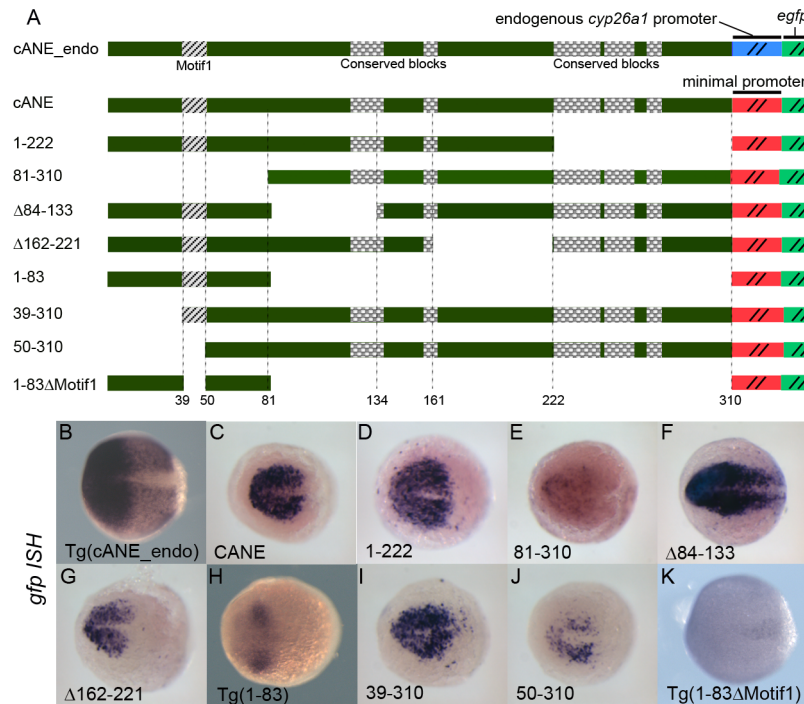 A
endogenous cyp26a1 promoter
egfp
cANE_endo
Motif1
Conserved blocks
Conserved blocks
minimal promoter
cANE
1-222
81-310
Δ84-133
Δ162-221
1-83
39-310
50-310
1-83ΔMotif1
39 50 81 134 161 222 310
gfp ISH
B
Tg(cANE_endo)
C
CANE
D
1-222
E
81-310
F
Δ84-133
G
Δ162-221
H
Tg(1-83)
I
39-310
J
50-310
K
Tg(1-83ΔMotif1)